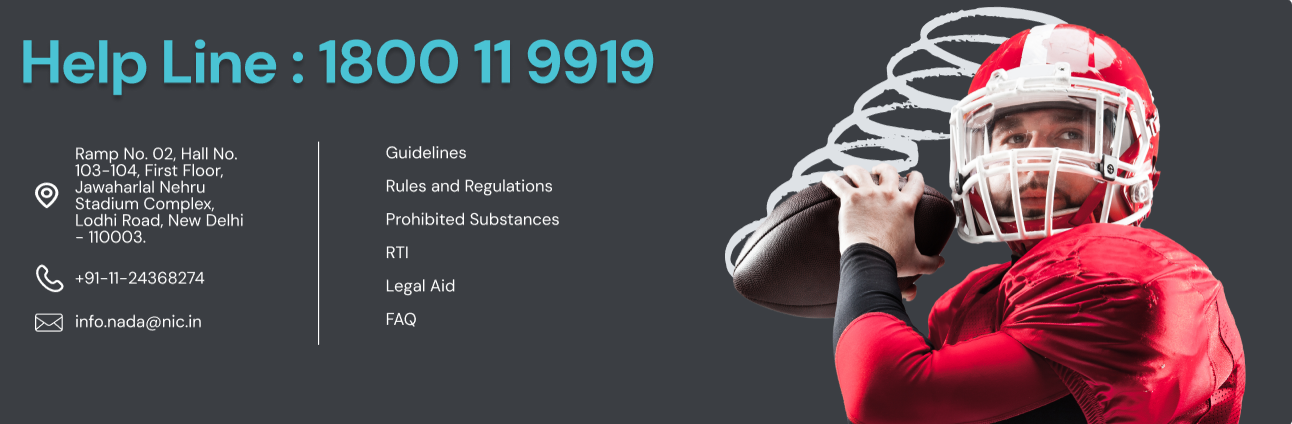 Help Line : 1800 11 9919
Ramp No. 02, Hall No.
103-104, First Floor,
Jawaharlal Nehru
Stadium Complex,
Lodhi Road, New Delhi
- 110003.
+91-11-24368274
info.nada@nic.in
Guidelines
Rules and Regulations
Prohibited Substances
RTI
Legal Aid
FAQ